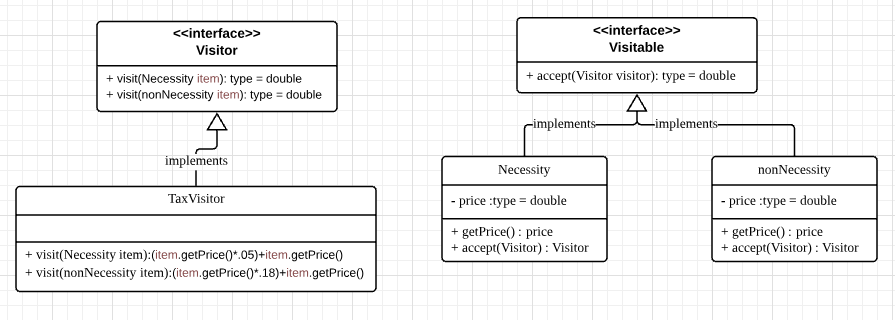 <<interface>>
Visitor
+ visit(Necessity item): type = double
+ visit(nonNecessity item): type = double
implements
TaxVisitor
+ visit(Necessity item):(item.getPrice()*.05)+item.getPrice()
+ visit(nonNecessity item):(item.getPrice()*.18)+item.getPrice()
<<interface>>
Visitable
+ accept(Visitor visitor): type = double
implements
implements
Necessity
- price :type = double
+ getPrice() : price
+ accept(Visitor) : Visitor
nonNecessity
- price :type = double
+ getPrice() : price
+ accept(Visitor) : Visitor